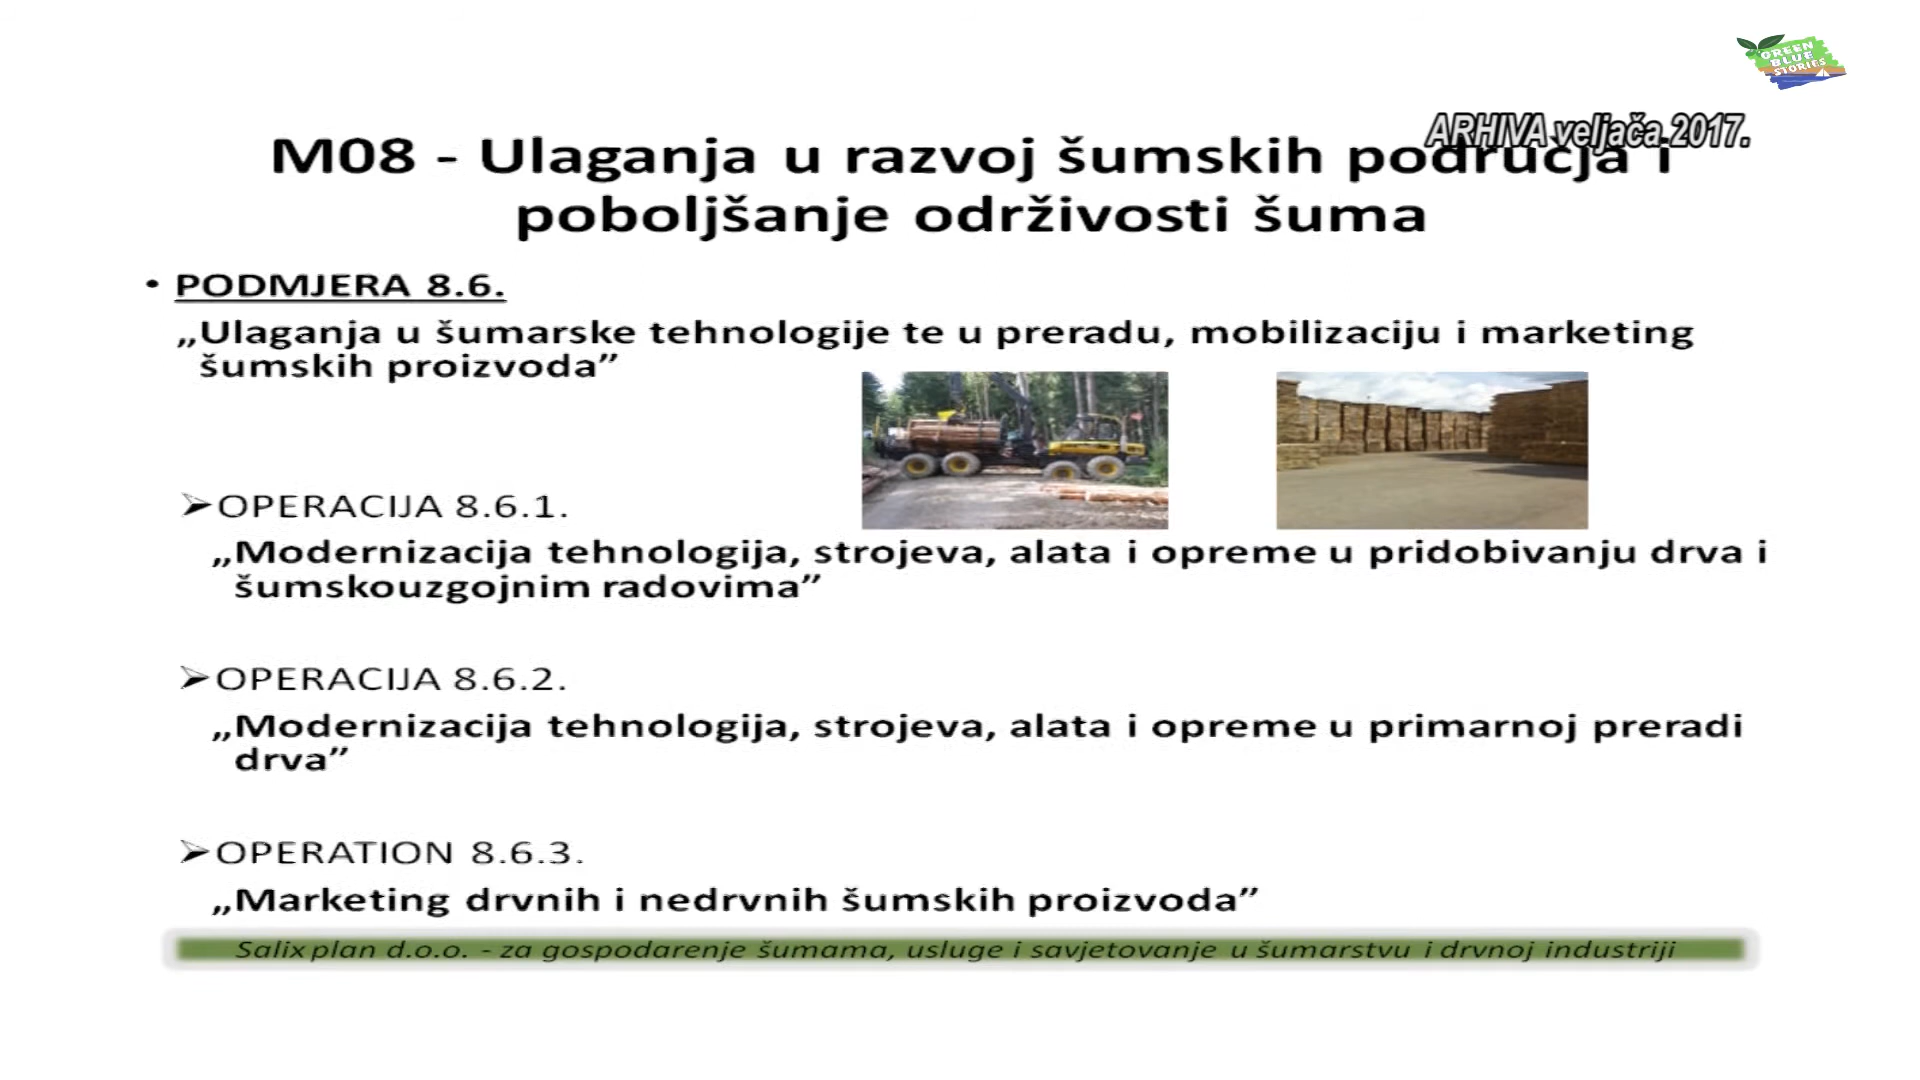 GREEN
BLUE
STORIES
ARHIVA veljača 2017.
M08 - Ulaganja u razvoj šumskih područja i
poboljšanje održivosti šuma
• PODMJERA 8.6.
„Ulaganja u šumarske tehnologije te u preradu, mobilizaciju i marketing
šumskih proizvoda”
➢OPERACIJA 8.6.1.
„Modernizacija tehnologija, strojeva, alata i opreme u pridobivanju drva i
šumskouzgojnim radovima”
➢OPERACIJA 8.6.2.
„Modernizacija tehnologija, strojeva, alata i opreme u primarnoj preradi
drva”
➢OPERATION 8.6.3.
„Marketing drvnih i nedrvnih šumskih proizvoda”
Salix plan d.o.o. - za gospodarenje šumama, usluge i savjetovanje u šumarstvu i drvnoj industriji